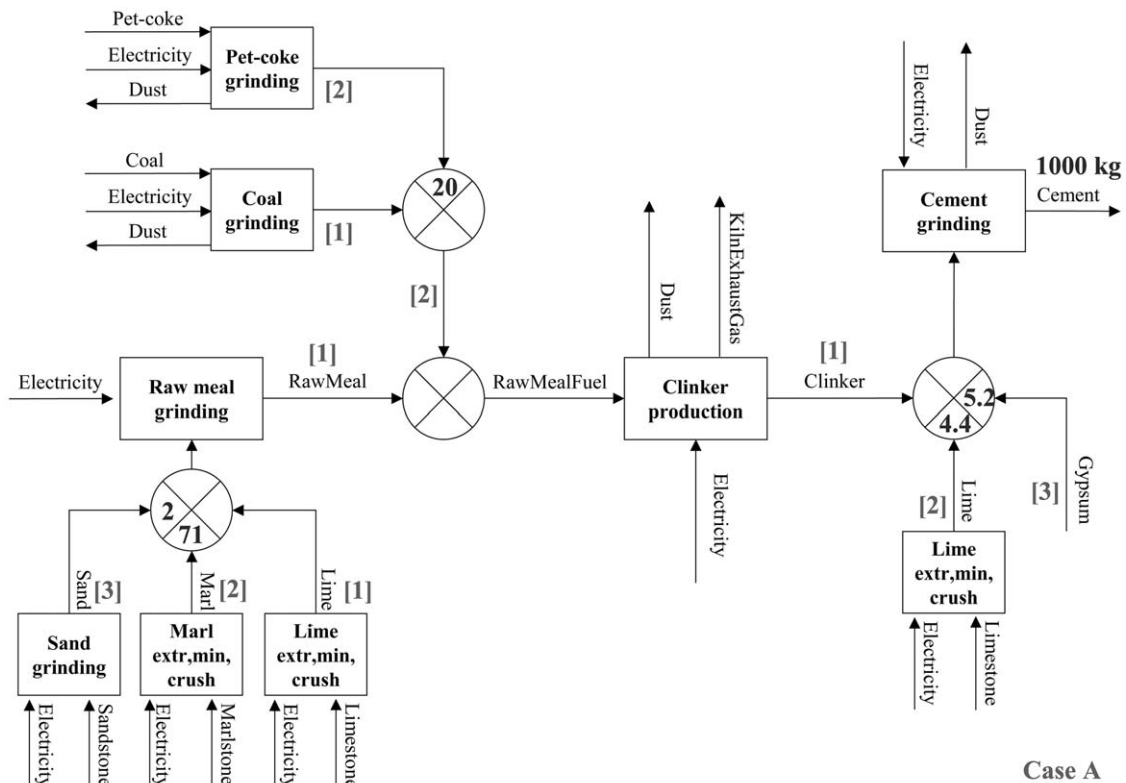 Pet-coke
Electricity
Dust
Pet-coke
grinding
[2]
Coal
Electricity
Dust
Coal
grinding
[1]
20
[2]
Electricity
Raw meal
grinding
[1]
RawMeal
RawMealFuel
2
71
Sand
[3]
Marl
[2]
Lime
[1]
Sand
grinding
Marl
extr,min,
crush
Lime
extr,min,
crush
Electricity
Sandstone
Electricity
Marlstone
Electricity
Limestone
Dust
KilnExhaustGas
Clinker
production
Electricity
[1]
Clinker
Electricity
Dust
Cement
grinding
1000 kg
Cement
5.2
4.4
[2]
Lime
[3]
Gypsum
Lime
extr,min,
crush
Electricity
Limestone
Case A